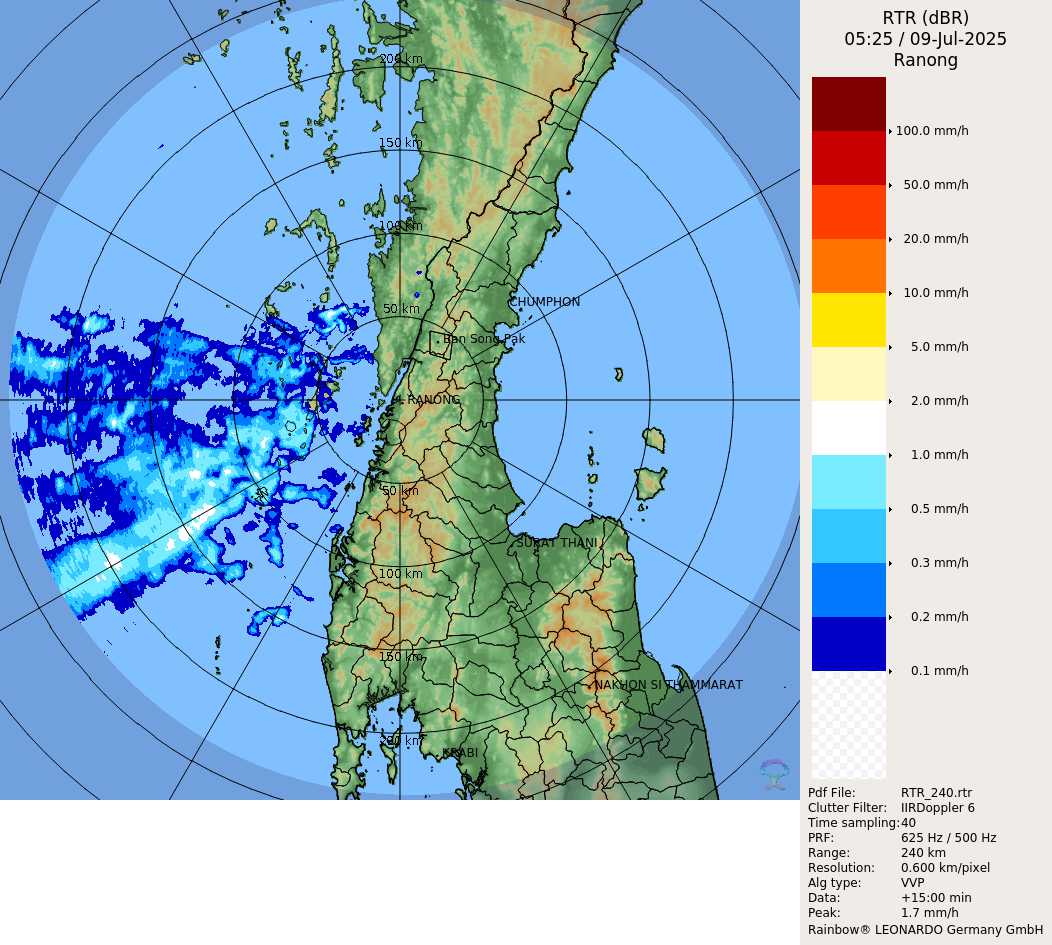 RTR (dBR)
05:25 / 09-Jul-2025
Ranong
100.0 mm/h
50.0 mm/h
20.0 mm/h
10.0 mm/h
5.0 mm/h
2.0 mm/h
1.0 mm/h
0.5 mm/h
0.3 mm/h
0.2 mm/h
0.1 mm/h
200 km
150 km
100 km
50 km
CHUMPHON
Ban Song Pak
RANONG
50 km
SURAT THANI
100 km
150 km
NAKHON SI THAMMARAT
200 km
KRABI
Pdf File: RTR_240.rtr
Clutter Filter: IIRDoppler 6
Time sampling: 40
PRF: 625 Hz / 500 Hz
Range: 240 km
Resolution: 0.600 km/pixel
Alg type: VVP
Data: +15:00 min
Peak: 1.7 mm/h
Rainbow® LEONARDO Germany GmbH